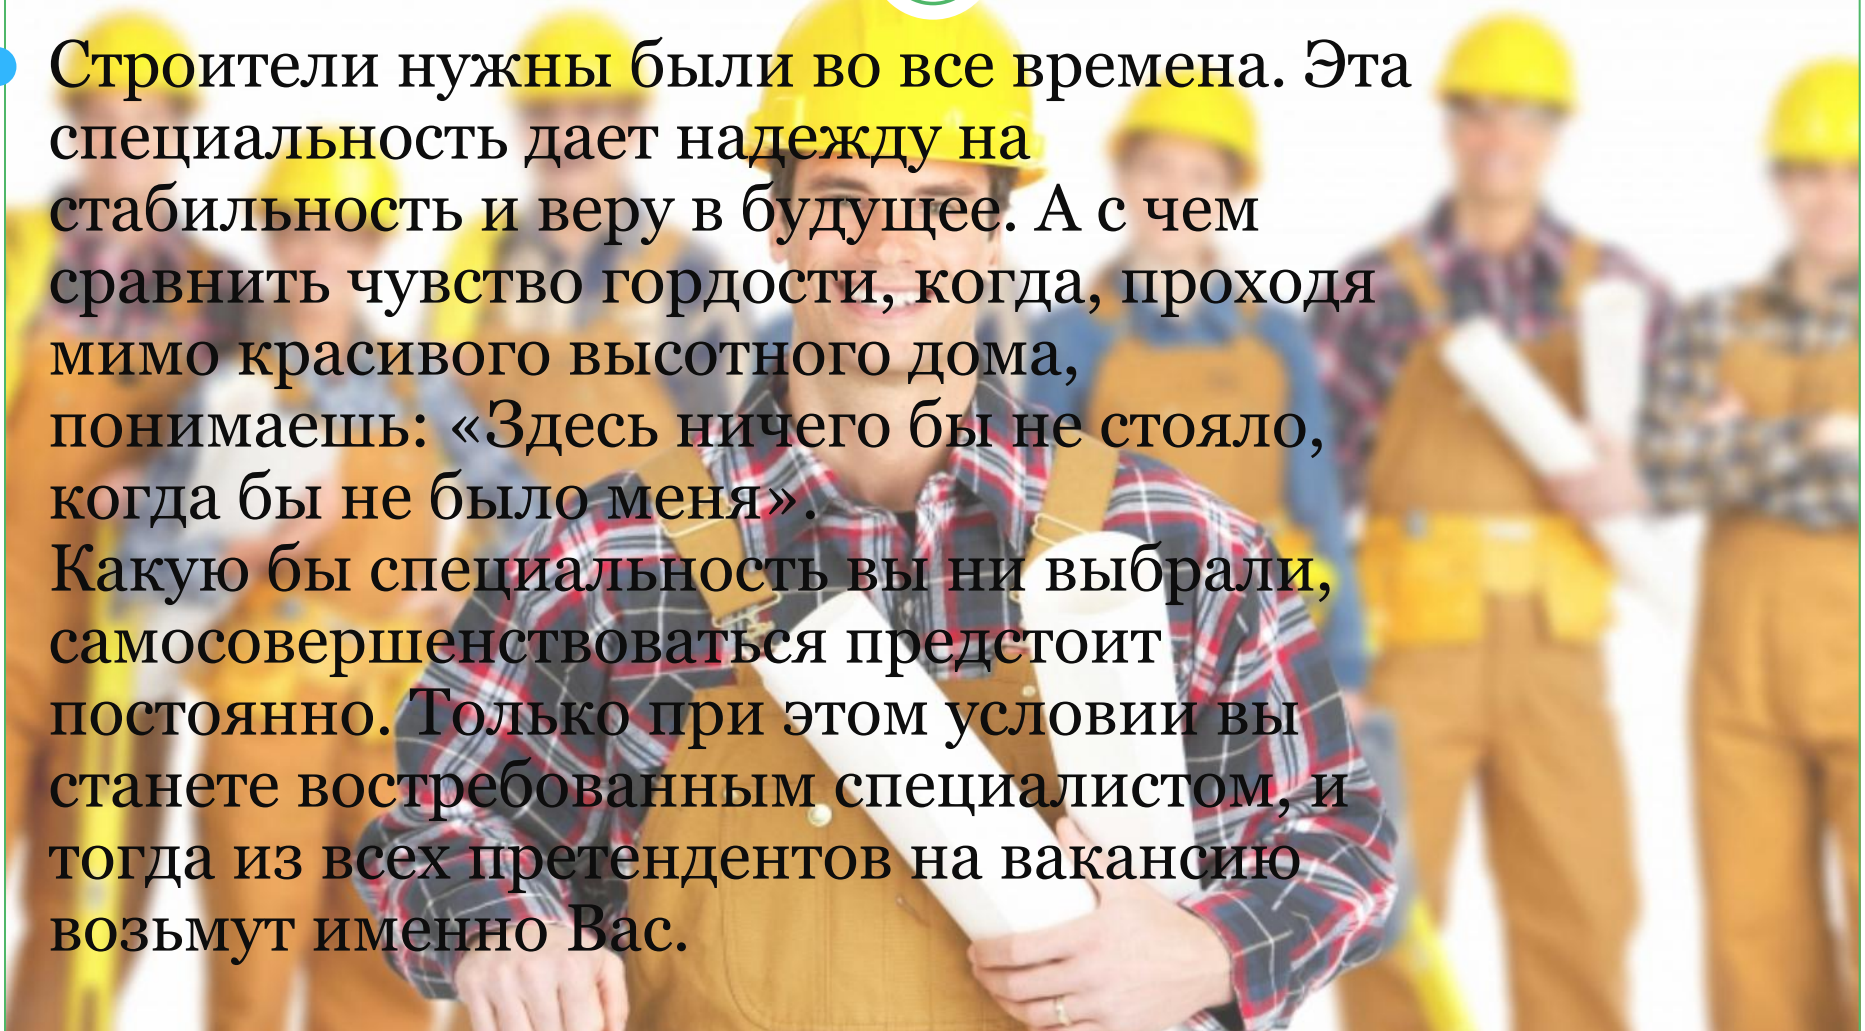 Строители нужны были во все времена. Эта
специальность дает надежду на
стабильность и веру в будущее. А с чем
сравнить чувство гордости, когда, проходя
мимо красивого высотного дома,
понимаешь: «Здесь ничего бы не стояло,
когда бы не было меня».
Какую бы специальность вы ни выбрали,
самосовершенствоваться предстоит
постоянно. Только при этом условии вы
станете востребованным специалистом, и
тогда из всех претендентов на вакансию
возьмут именно Вас.